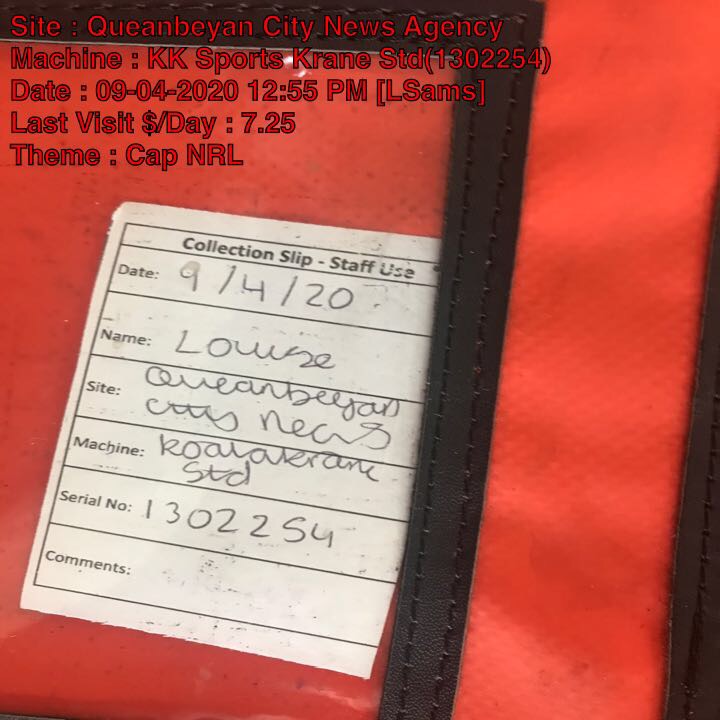 Site : Queanbeyan City News Agency
Machine : KK Sports Krane Std(1302254)
Date : 09-04-2020 12:55 PM [LSams]
Last Visit $/Day : 7.25
Theme : Cap NRL
Collection Slip - Staff Use
Date: 9/4/20
Name: Louise
Site: Queanbeyan
City News
Machine: Koalakrane
Std
Serial No: 1302254
Comments: